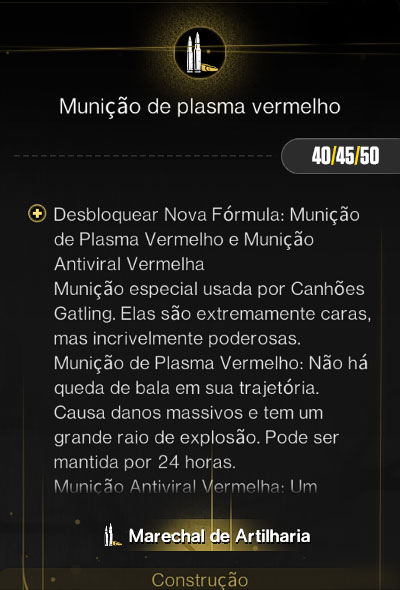 Munição de plasma vermelho
40/45/50
Desbloquear Nova Fórmula: Munição
de Plasma Vermelho e Munição
Antiviral Vermelha
Munição especial usada por Canhões
Gatling. Elas são extremamente caras,
mas incrivelmente poderosas.
Munição de Plasma Vermelho: Não há
queda de bala em sua trajetória.
Causa danos massivos e tem um
grande raio de explosão. Pode ser
mantida por 24 horas.
Munição Antiviral Vermelha: Um
Marechal de Artilharia
Construção